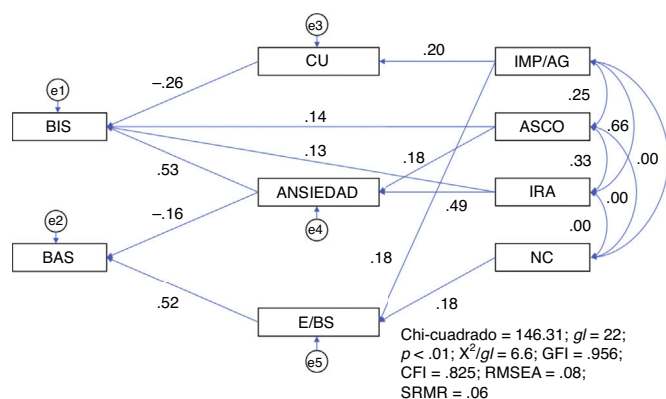 e3
CU
.20
IMP/AG
e1
–.26
.25
BIS
.14
ASCO
.66
.13
.33
.00
.18
.53
ANSIEDAD
IRA
.00
e2
–.16
e4
.49
.00
BAS
.18
NC
.52
.18
E/BS
e5
Chi-cuadrado = 146.31; gl = 22;
p < .01; X²/gl = 6.6; GFI = .956;
CFI = .825; RMSEA = .08;
SRMR = .06